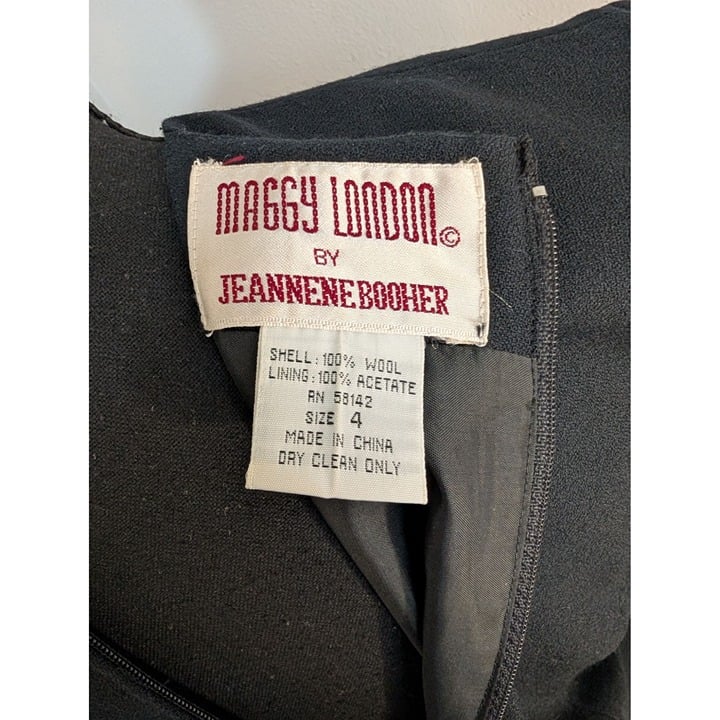 MAGGY LONDON©
BY
JEANNENE BOOHER
SHELL: 100% WOOL
LINING: 100% ACETATE
RN 58142
SIZE 4
MADE IN CHINA
DRY CLEAN ONLY